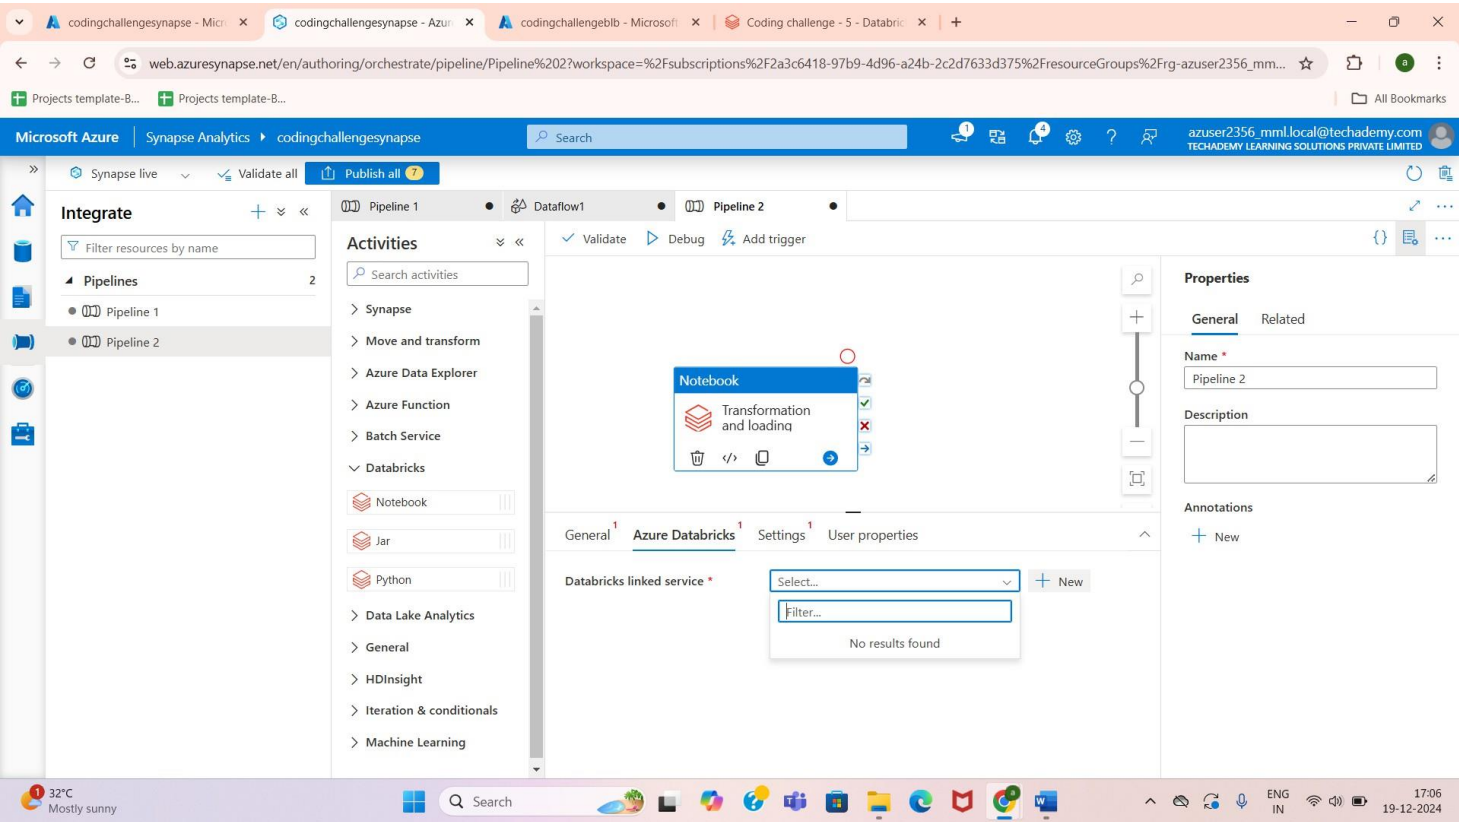 codingchallengesynapse - Micr
codingchallengesynapse - Azur
codingchallengeblb - Microsoft
Coding challenge - 5 - Databric
web.azuresynapse.net/en/authoring/orchestrate/pipeline/Pipeline%202?workspace=%2Fsubscriptions%2F2a3c6418-97b9-4d96-a24b-2c2d7633d375%2FresourceGroups%2Frg-azuser2356_mm...
a
Projects template-B...
Projects template-B...
All Bookmarks
Microsoft Azure
Synapse Analytics
codingchallengesynapse
Search
1
4
azuser2356_mml.local@techademy.com
TECHADEMY LEARNING SOLUTIONS PRIVATE LIMITED
Synapse live
Validate all
Publish all 7
Integrate
Filter resources by name
Pipelines 2
Pipeline 1
Pipeline 2
Pipeline 1
Dataflow1
Pipeline 2
Activities
Search activities
Synapse
Move and transform
Azure Data Explorer
Azure Function
Batch Service
Databricks
Notebook
Jar
Python
Data Lake Analytics
General
HDInsight
Iteration & conditionals
Machine Learning
Validate
Debug
Add trigger
Notebook
Transformation
and loading
General 1
Azure Databricks 1
Settings 1
User properties
Databricks linked service *
Select...
New
Filter...
No results found
Properties
General
Related
Name *
Pipeline 2
Description
Annotations
New
1
32°C
Mostly sunny
Search
ENG
IN
17:06
19-12-2024